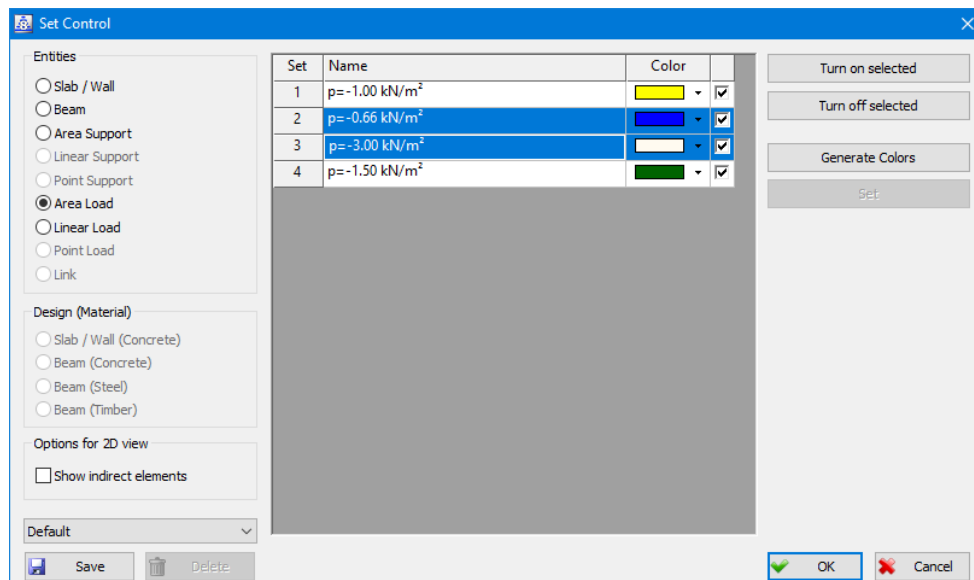 Set Control
Entities
Slab / Wall
Beam
Area Support
Linear Support
Point Support
Area Load
Linear Load
Point Load
Link
Design (Material)
Slab / Wall (Concrete)
Beam (Concrete)
Beam (Steel)
Beam (Timber)
Options for 2D view
Show indirect elements
Default
Save Delete
Set Name Color
1 p=-1.00 kN/m²
2 p=-0.66 kN/m²
3 p=-3.00 kN/m²
4 p=-1.50 kN/m²
Turn on selected
Turn off selected
Generate Colors
Set
OK Cancel